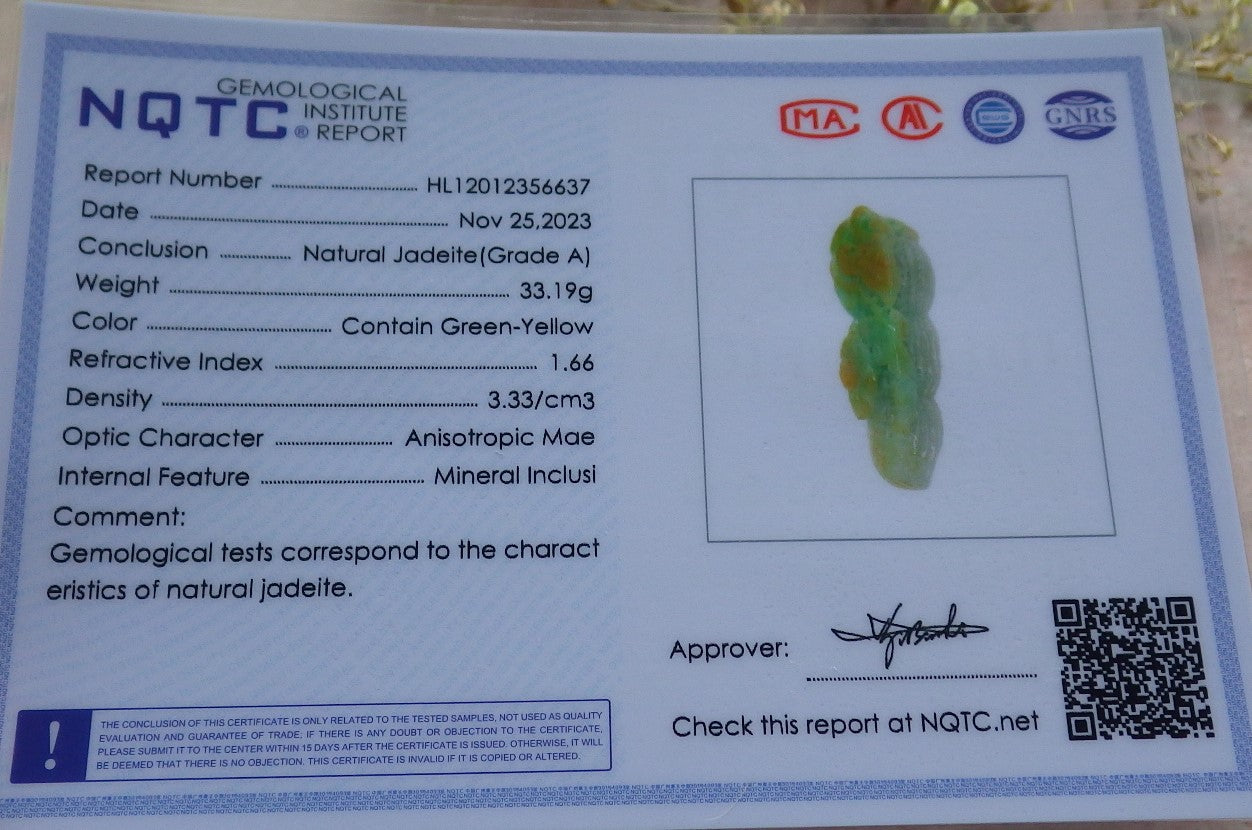 GEMOLOGICAL
NQTC® INSTITUTE
REPORT
MA AL GNRS
Report Number HL12012356637
Date Nov 25,2023
Conclusion Natural Jadeite(Grade A)
Weight 33.19g
Color Contain Green-Yellow
Refractive Index 1.66
Density 3.33/cm3
Optic Character Anisotropic Mae
Internal Feature Mineral Inclusi
Comment:
Gemological tests correspond to the charact
eristics of natural jadeite.
Approver:
Check this report at NQTC.net
! THE CONCLUSION OF THIS CERTIFICATE IS ONLY RELATED TO THE TESTED SAMPLES, NOT USED AS QUALITY
EVALUATION AND GUARANTEE OF TRADE; IF THERE IS ANY DOUBT OR OBJECTION TO THE CERTIFICATE,
PLEASE SUBMIT IT TO THE CENTER WITHIN 15 DAYS AFTER THE CERTIFICATE IS ISSUED. OTHERWISE, IT WILL
BE DEEMED THAT THERE IS NO OBJECTION. THIS CERTIFICATE IS INVALID IF IT IS COPIED OR ALTERED.